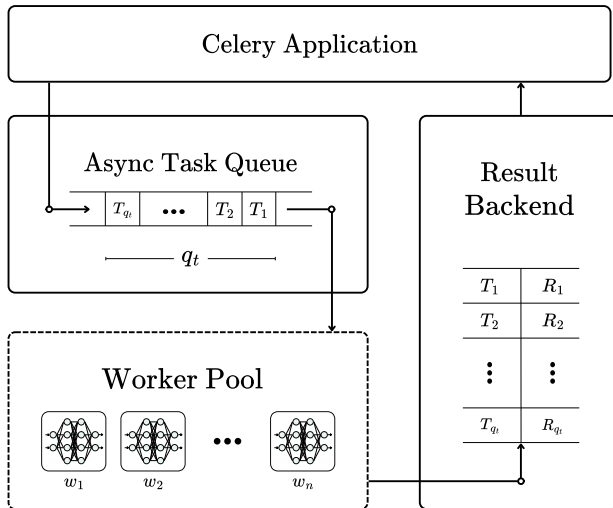 Celery Application
Async Task Queue
T_{q_t} ••• T_2 T_1
q_t
Result
Backend
T_1 R_1
T_2 R_2
T_{q_t} R_{q_t}
Worker Pool
•••
w_1 w_2 w_n